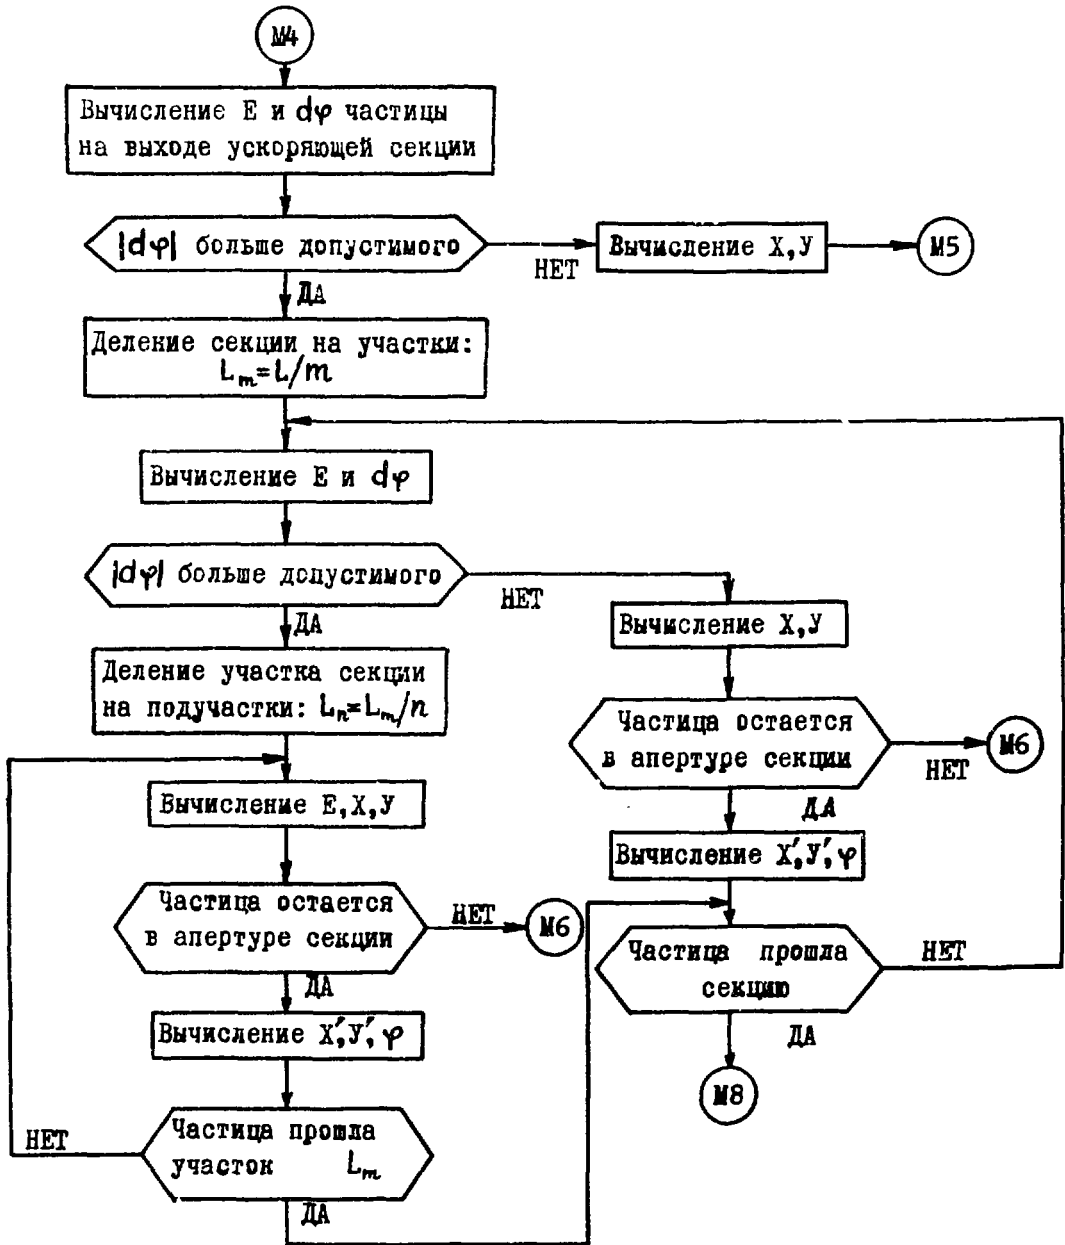 М4
Вычисление Е и dφ частицы
на выходе ускоряющей секции
|dφ| больше допустимого
НЕТ
Вычисление X,У
М5
ДА
Деление секции на участки:
Lm=L/m
Вычисление Е и dφ
|dφ| больше допустимого
НЕТ
ДА
Вычисление X,У
Деление участка секции
на подучастки: Ln=Lm/n
Частица остается
в апертуре секции
НЕТ
М6
ДА
Вычисление Е,X,У
Вычисление X′,У′,φ
Частица остается
в апертуре секции
НЕТ
М6
ДА
Частица прошла
секцию
НЕТ
ДА
М8
Вычисление X′,У′,φ
Частица прошла
участок Lm
НЕТ
ДА